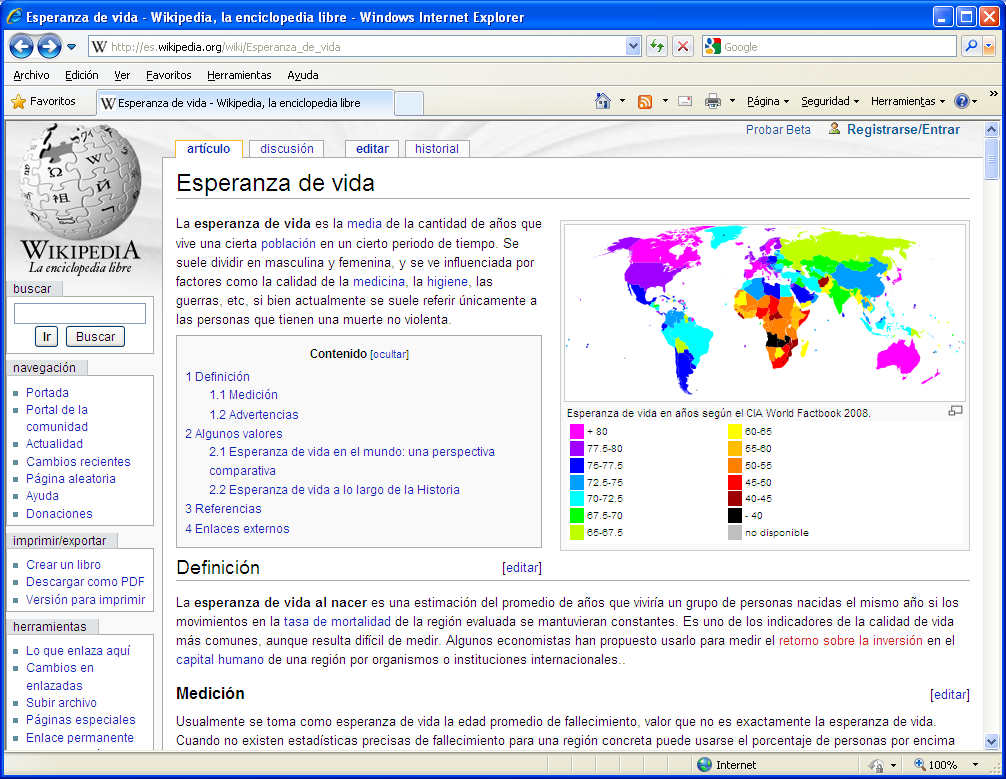 Esperanza de vida - Wikipedia, la enciclopedia libre - Windows Internet Explorer
http://es.wikipedia.org/wiki/Esperanza_de_vida
Google
Archivo Edición Ver Favoritos Herramientas Ayuda
Favoritos
Esperanza de vida - Wikipedia, la enciclopedia libre
Página Seguridad Herramientas
Probar Beta Registrarse/Entrar
artículo discusión editar historial
WIKIPEDIA
La enciclopedia libre
buscar
Ir Buscar
navegación
Portada
Portal de la
comunidad
Actualidad
Cambios recientes
Página aleatoria
Ayuda
Donaciones
imprimir/exportar
Crear un libro
Descargar como PDF
Versión para imprimir
herramientas
Lo que enlaza aquí
Cambios en
enlazadas
Subir archivo
Páginas especiales
Enlace permanente
Esperanza de vida
La esperanza de vida es la media de la cantidad de años que
vive una cierta población en un cierto periodo de tiempo. Se
suele dividir en masculina y femenina, y se ve influenciada por
factores como la calidad de la medicina, la higiene, las
guerras, etc, si bien actualmente se suele referir únicamente a
las personas que tienen una muerte no violenta.
Contenido [ocultar]
1 Definición
1.1 Medición
1.2 Advertencias
2 Algunos valores
2.1 Esperanza de vida en el mundo: una perspectiva
comparativa
2.2 Esperanza de vida a lo largo de la Historia
3 Referencias
4 Enlaces externos
Esperanza de vida en años según el CIA World Factbook 2008.
+ 80
77.5-80
75-77.5
72.5-75
70-72.5
67.5-70
65-67.5
60-65
55-60
50-55
45-50
40-45
- 40
no disponible
Definición [editar]
La esperanza de vida al nacer es una estimación del promedio de años que viviría un grupo de personas nacidas el mismo año si los
movimientos en la tasa de mortalidad de la región evaluada se mantuvieran constantes. Es uno de los indicadores de la calidad de vida
más comunes, aunque resulta difícil de medir. Algunos economistas han propuesto usarlo para medir el retorno sobre la inversión en el
capital humano de una región por organismos o instituciones internacionales..
Medición [editar]
Usualmente se toma como esperanza de vida la edad promedio de fallecimiento, valor que no es exactamente la esperanza de vida.
Cuando no existen estadísticas precisas de fallecimiento para una región concreta puede usarse el porcentaje de personas por encima
Internet 100%